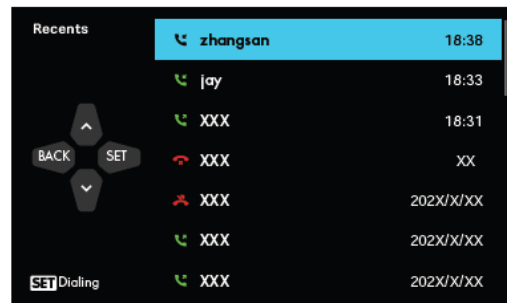 Recents
zhangsan 18:38
jay 18:33
XXX 18:31
BACK SET
XXX XX
XXX 202X/X/XX
XXX 202X/X/XX
SET Dialing
XXX 202X/X/XX